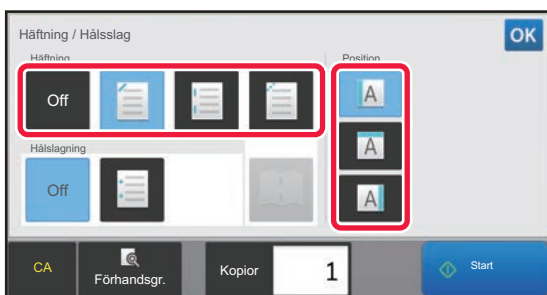 Häftning / Hålsslag
OK
Häftning
Position
Off
A
A
A
Hålslagning
Off
CA
Förhandsgr.
Kopior
1
Start